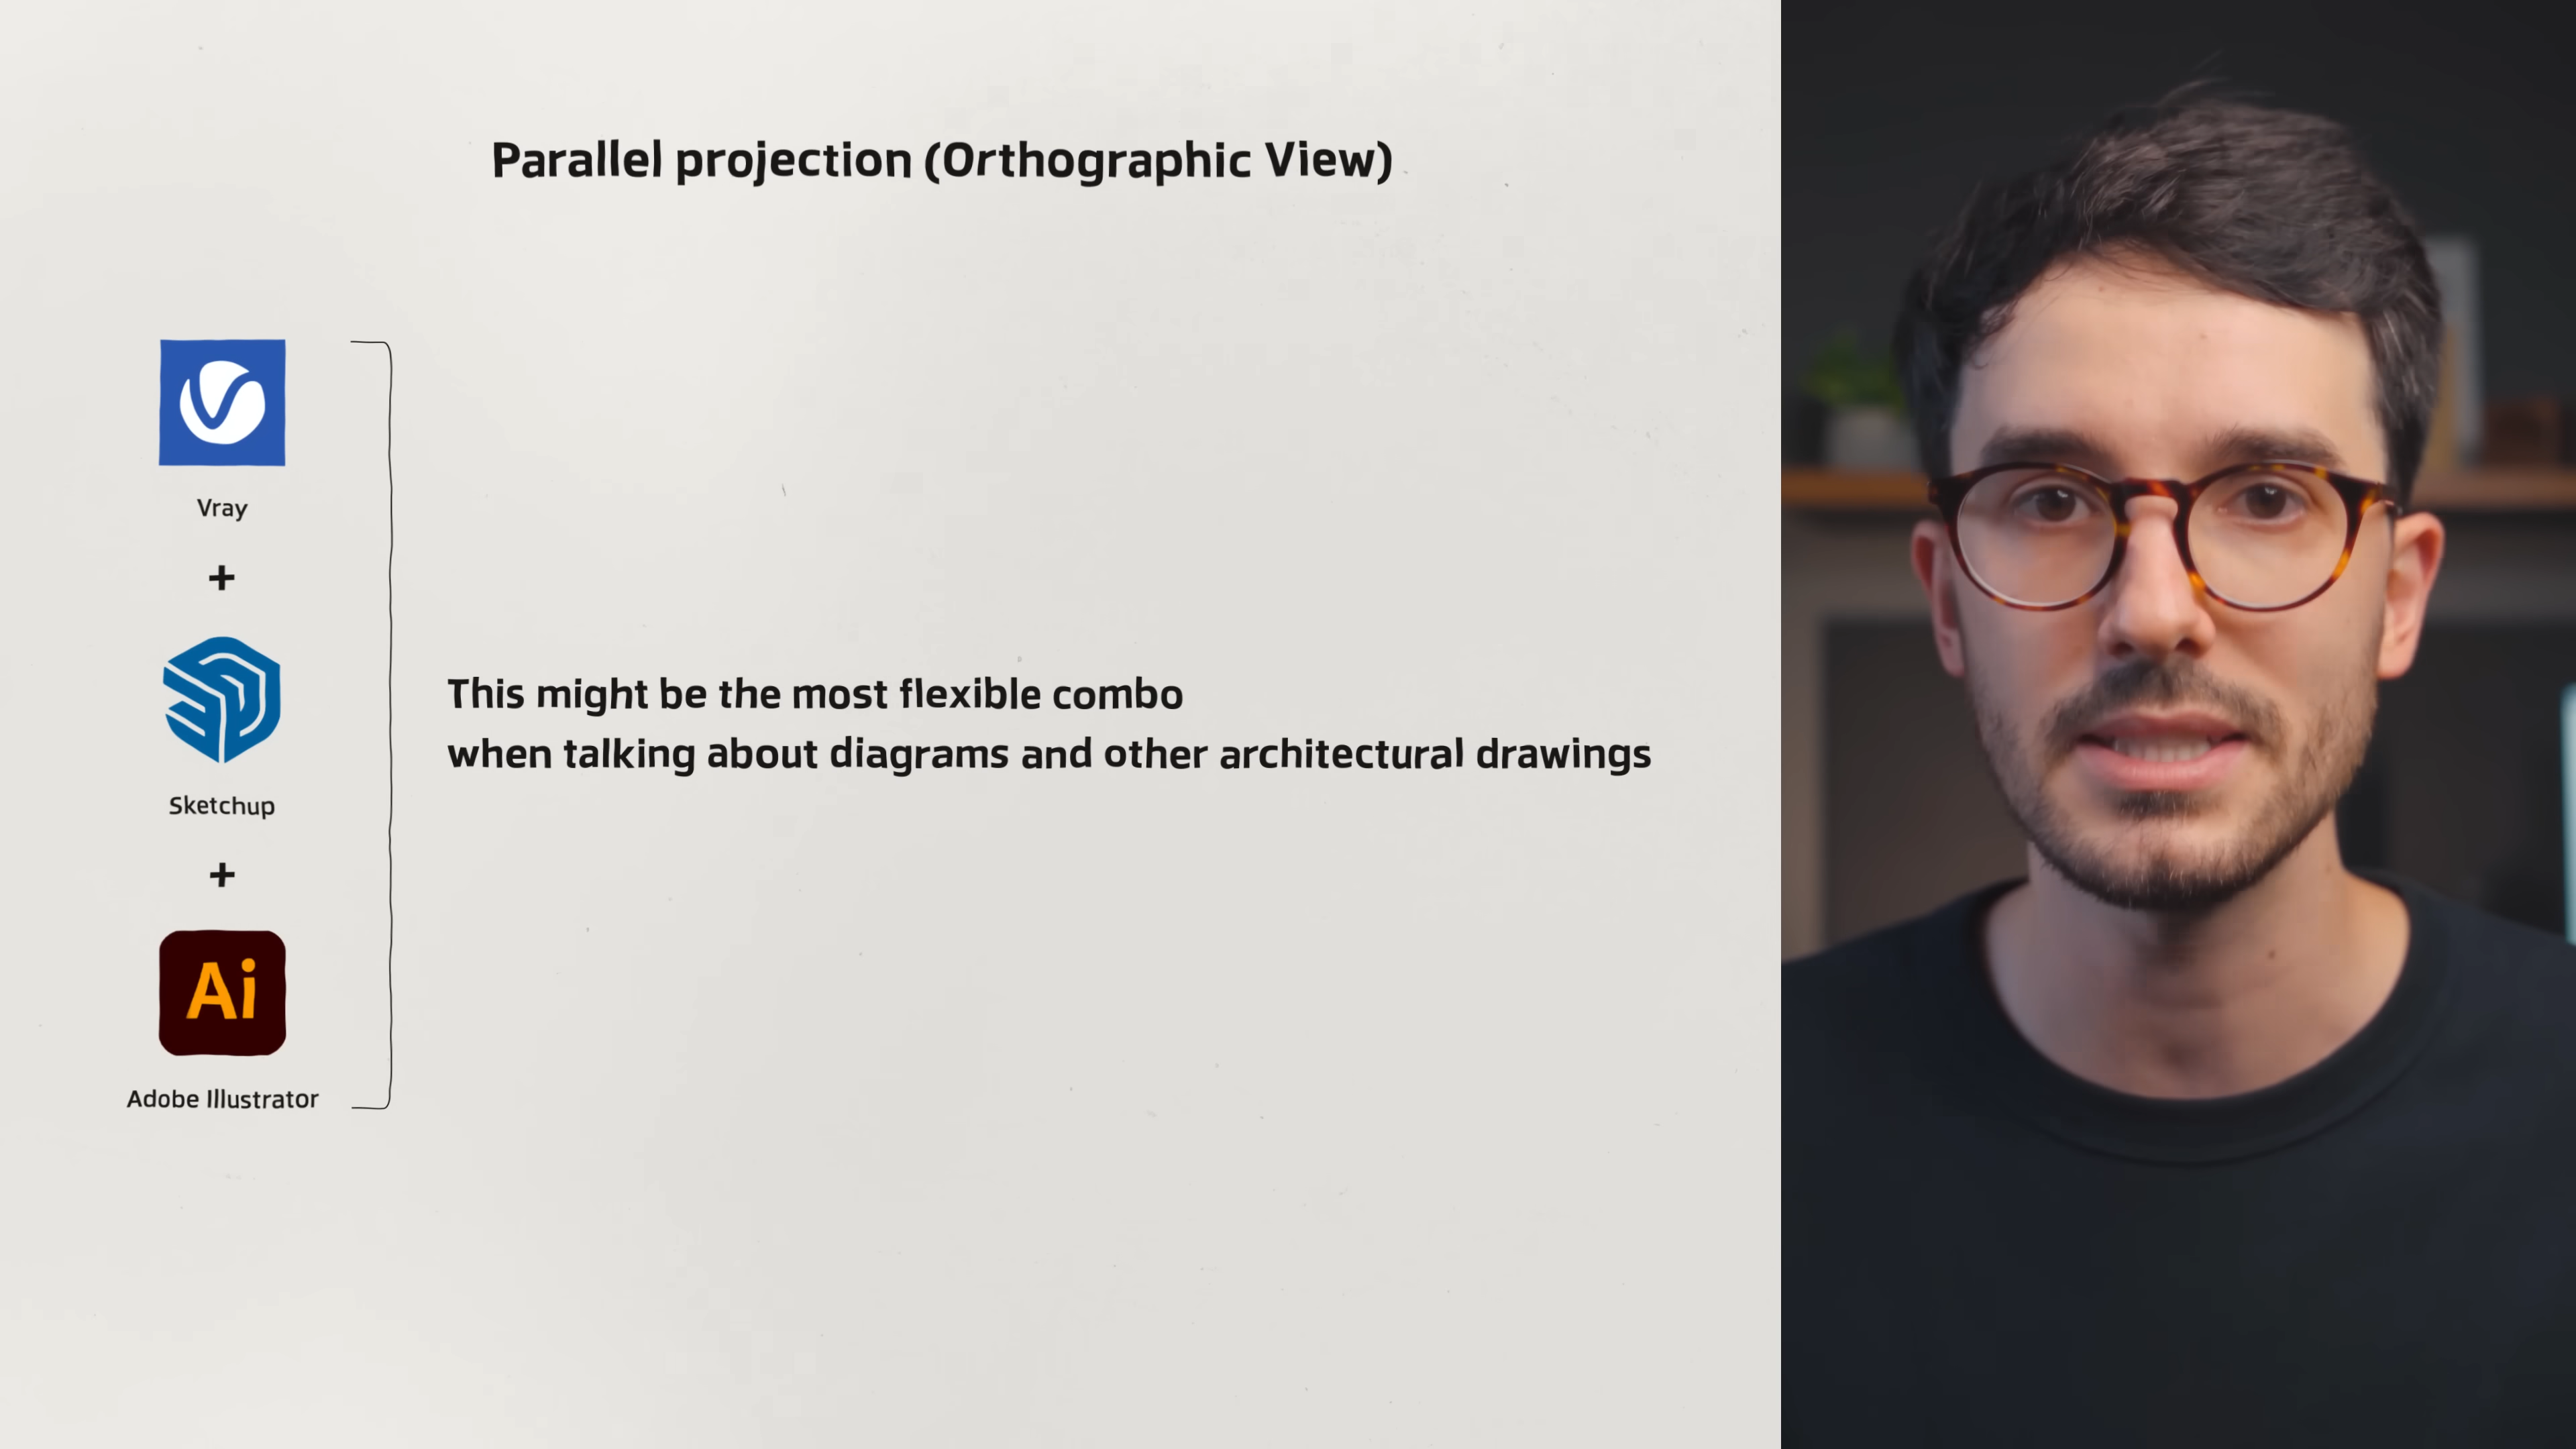 Parallel projection (Orthographic View)
Vray
+
Sketchup
+
Ai
Adobe Illustrator
This might be the most flexible combo
when talking about diagrams and other architectural drawings